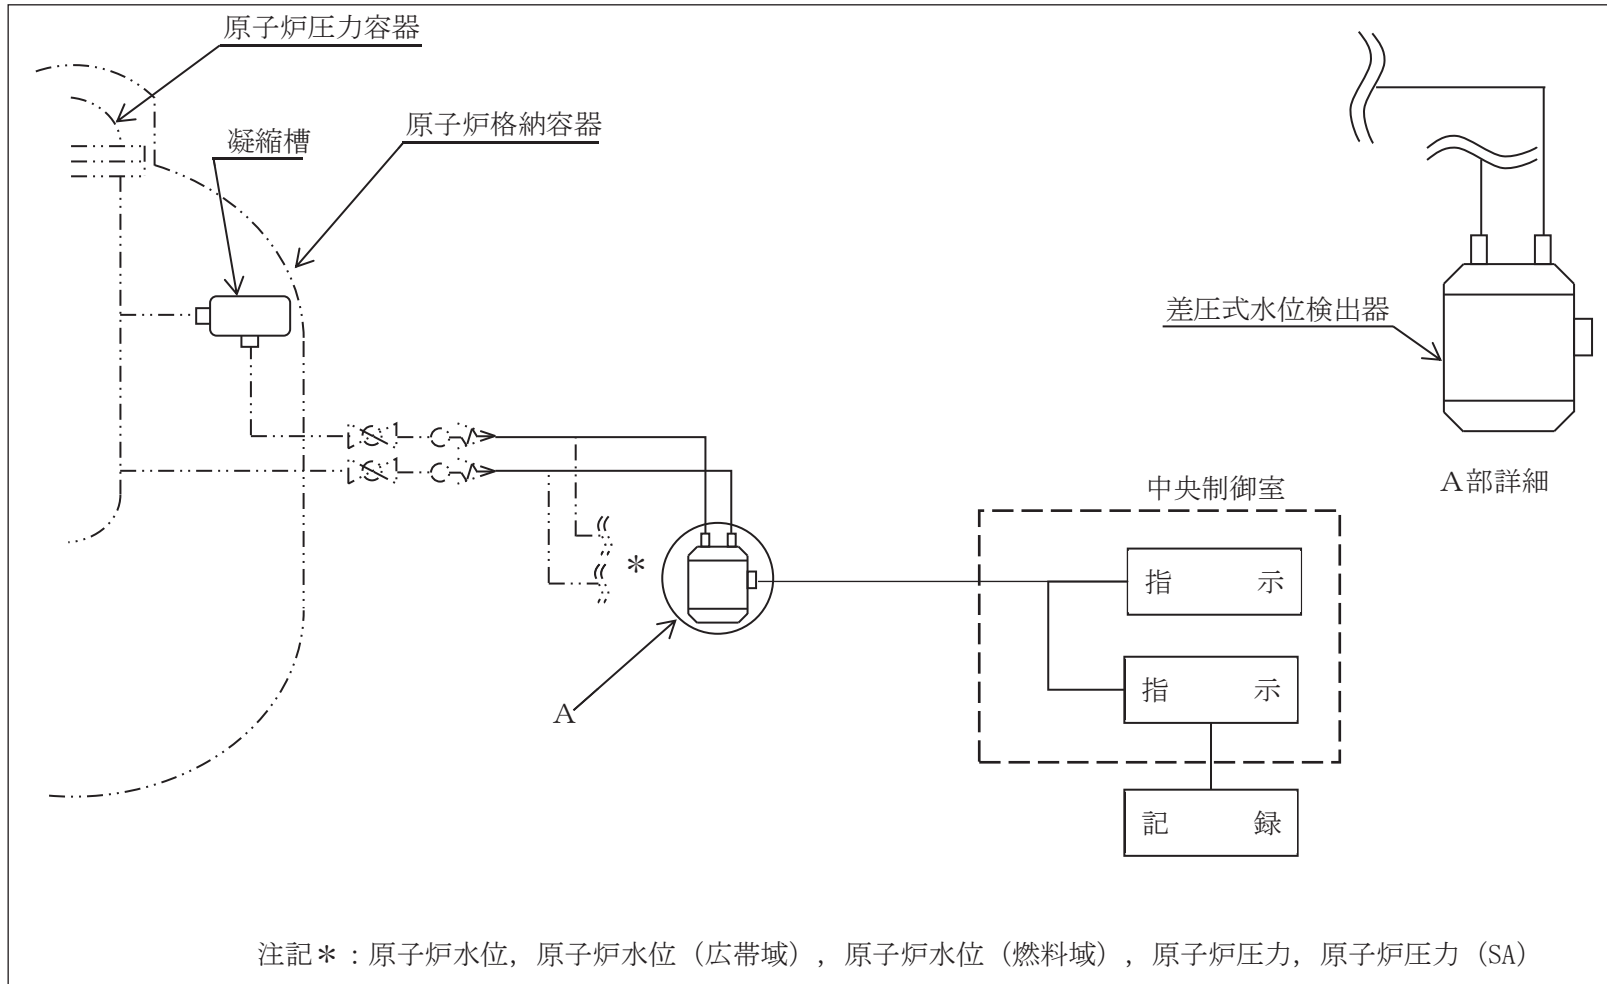 原子炉圧力容器
原子炉格納容器
凝縮槽
差圧式水位検出器
A部詳細
中央制御室
指 示
*
指 示
A
記 録
注記* : 原子炉水位, 原子炉水位 (広帯域) , 原子炉水位 (燃料域) , 原子炉圧力, 原子炉圧力 (SA)